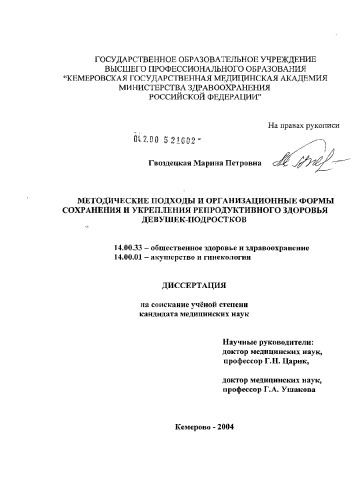 ГОСУДАРСТВЕННОЕ ОБРАЗОВАТЕЛЬНОЕ УЧРЕЖДЕНИЕ
ВЫСШЕГО ПРОФЕССИОНАЛЬНОГО ОБРАЗОВАНИЯ
"КЕМЕРОВСКАЯ ГОСУДАРСТВЕННАЯ МЕДИЦИНСКАЯ АКАДЕМИЯ
МИНИСТЕРСТВА ЗДРАВООХРАНЕНИЯ
РОССИЙСКОЙ ФЕДЕРАЦИИ"
На правах рукописи
04.2.00 521602-
Гвоздецкая Марина Петровна
МЕТОДИЧЕСКИЕ ПОДХОДЫ И ОРГАНИЗАЦИОННЫЕ ФОРМЫ
СОХРАНЕНИЯ И УКРЕПЛЕНИЯ РЕПРОДУКТИВНОГО ЗДОРОВЬЯ
ДЕВУШЕК-ПОДРОСТКОВ
14.00.33 – общественное здоровье и здравоохранение
14.00.01 – акушерство и гинекология
ДИССЕРТАЦИЯ
на соискание учёной степени
кандидата медицинских наук
Научные руководители:
доктор медицинских наук,
профессор Г.Н. Царик,
доктор медицинских наук,
профессор Г.А. Ушакова
Кемерово - 2004